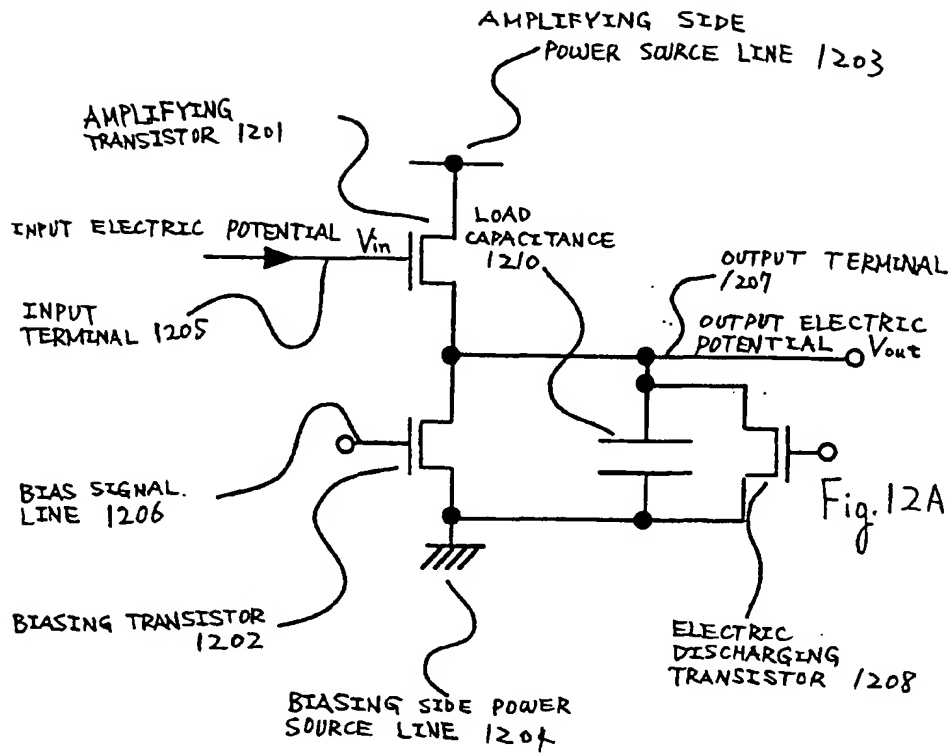 AMPLIFYING SIDE
POWER SOURCE LINE 1203
AMPLIFYING
TRANSISTOR 1201
INPUT ELECTRIC POTENTIAL Vin
LOAD
CAPACITANCE
1210
INPUT
TERMINAL 1205
OUTPUT TERMINAL
1207
OUTPUT ELECTRIC
POTENTIAL Vout
BIAS SIGNAL.
LINE 1206
Fig.12A
BIASING TRANSISTOR
1202
ELECTRIC
DISCHARGING
TRANSISTOR 1208
BIASING SIDE POWER
SOURCE LINE 1204